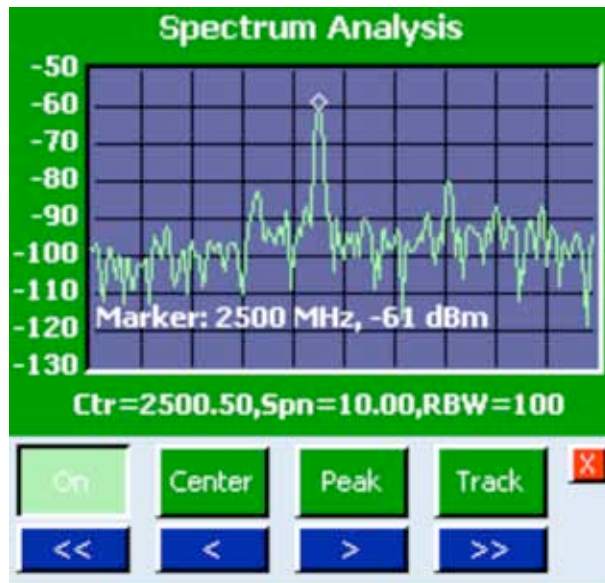 Spectrum Analysis
-50
-60
-70
-80
-90
-100
-110
-120
-130
Marker: 2500 MHz, -61 dBm
Ctr=2500.50,Spn=10.00,RBW=100
On Center Peak Track X
<< < > >>